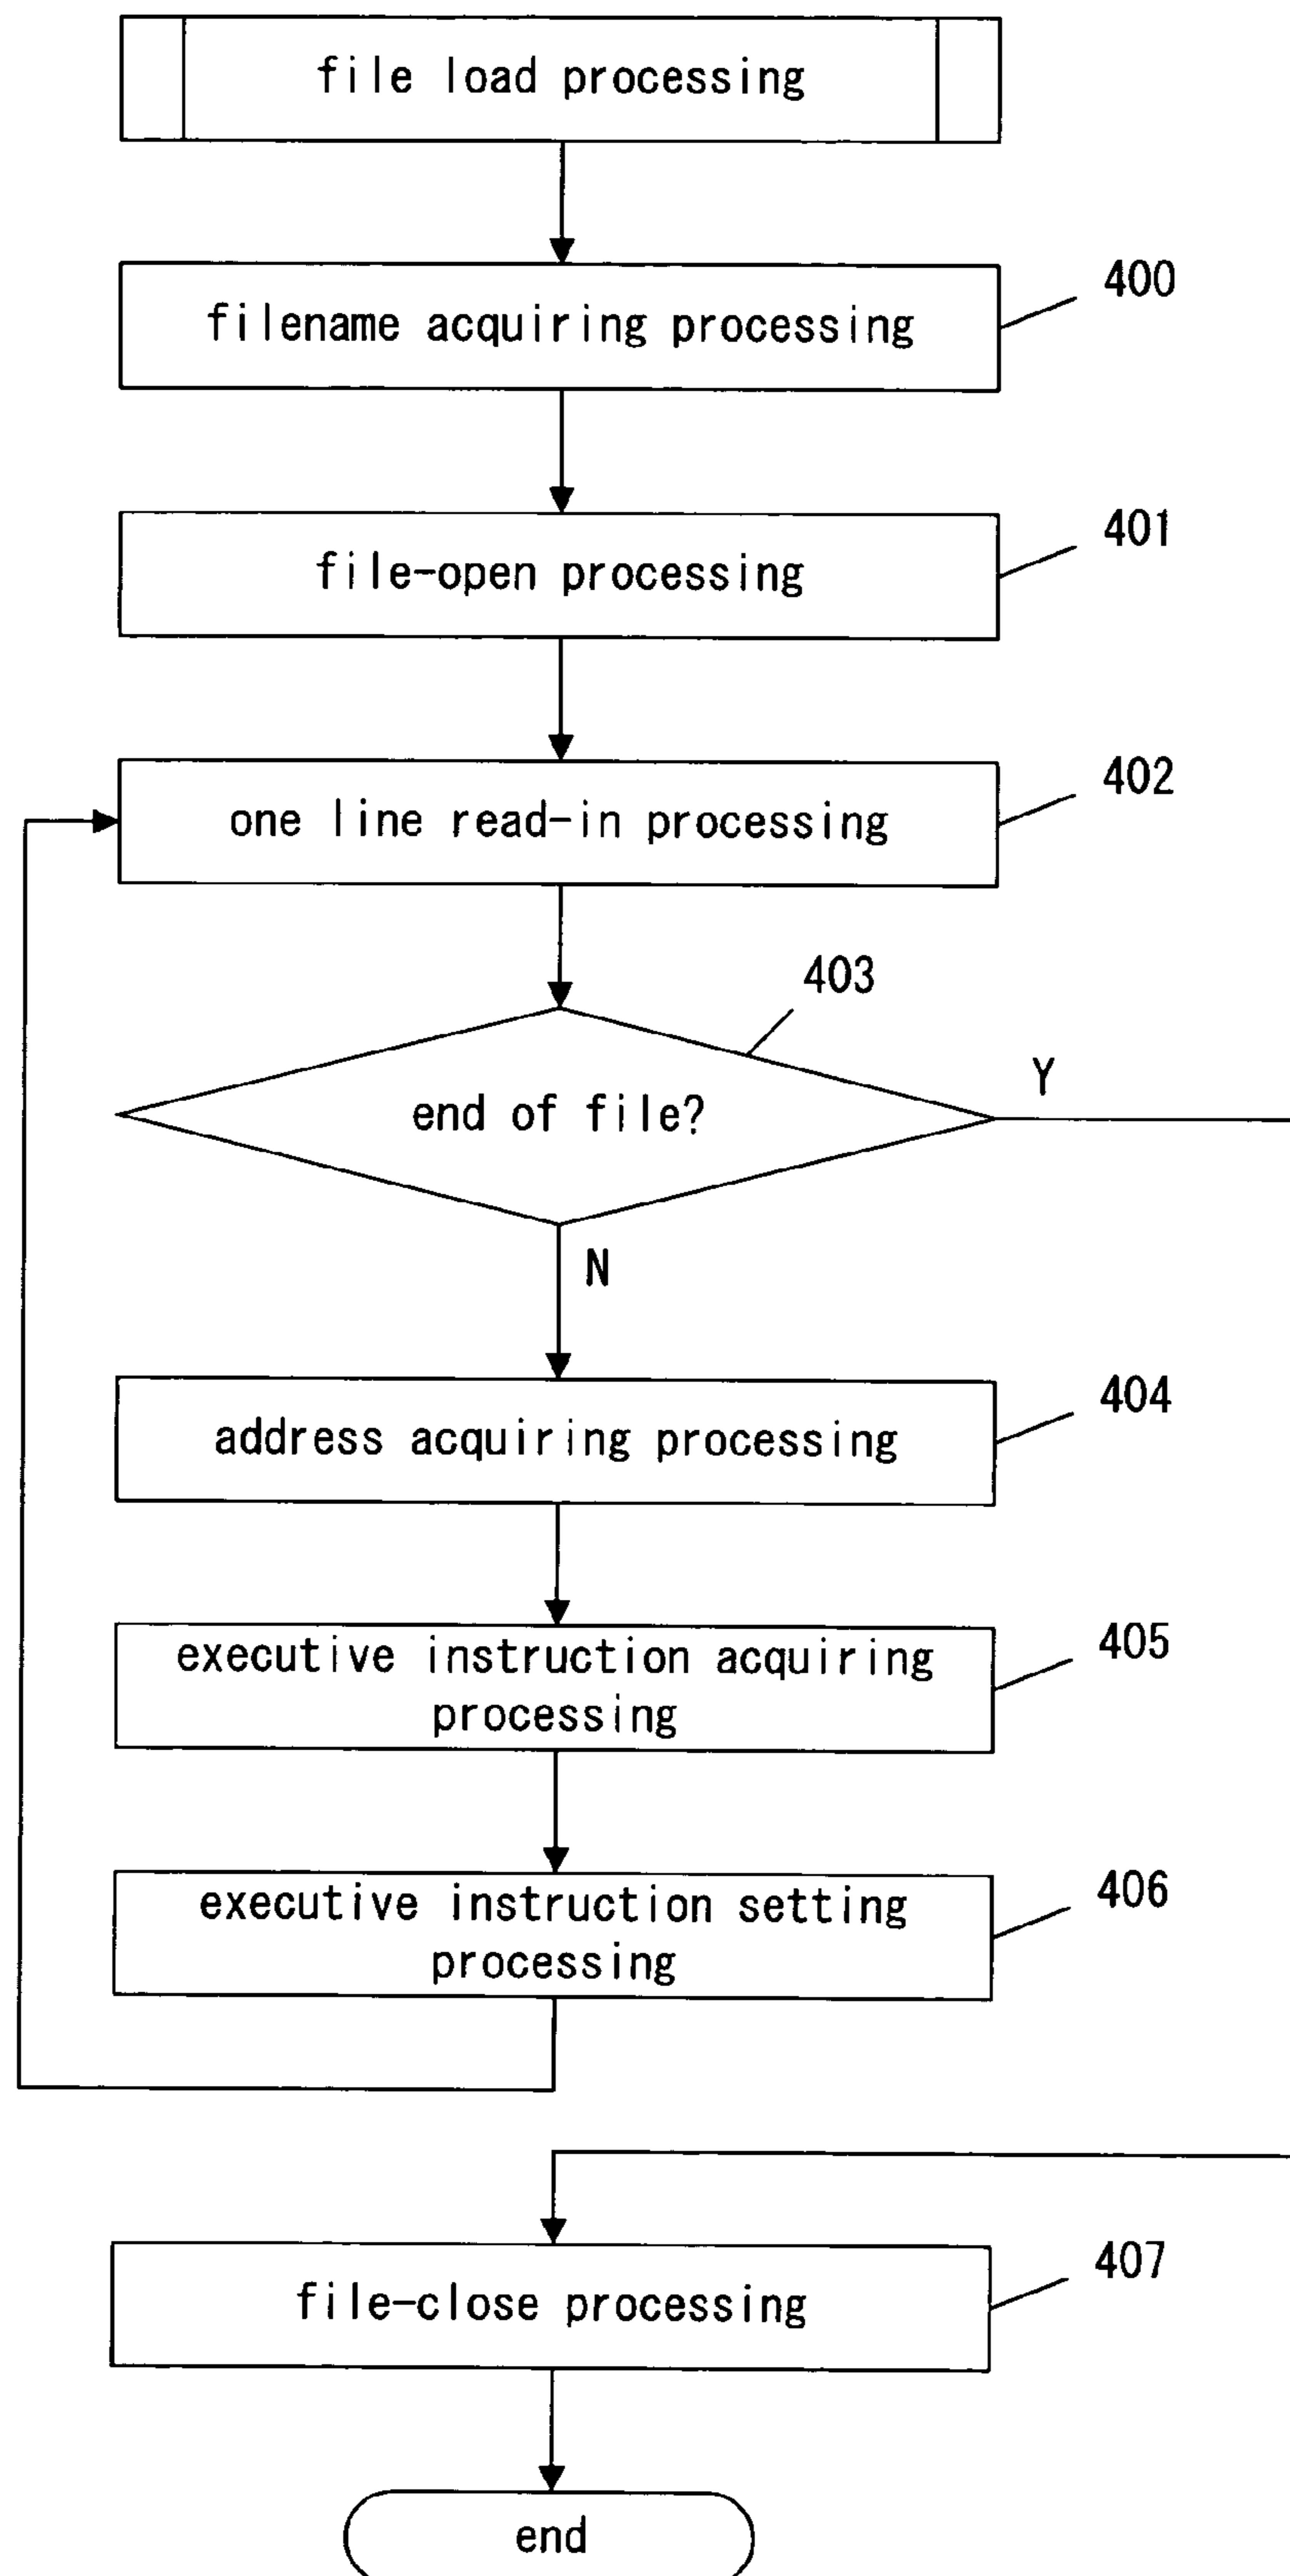 file load processing
400
filename acquiring processing
401
file-open processing
402
one line read-in processing
403
Y
end of file?
N
404
address acquiring processing
405
executive instruction acquiring
processing
406
executive instruction setting
processing
407
file-close processing
end